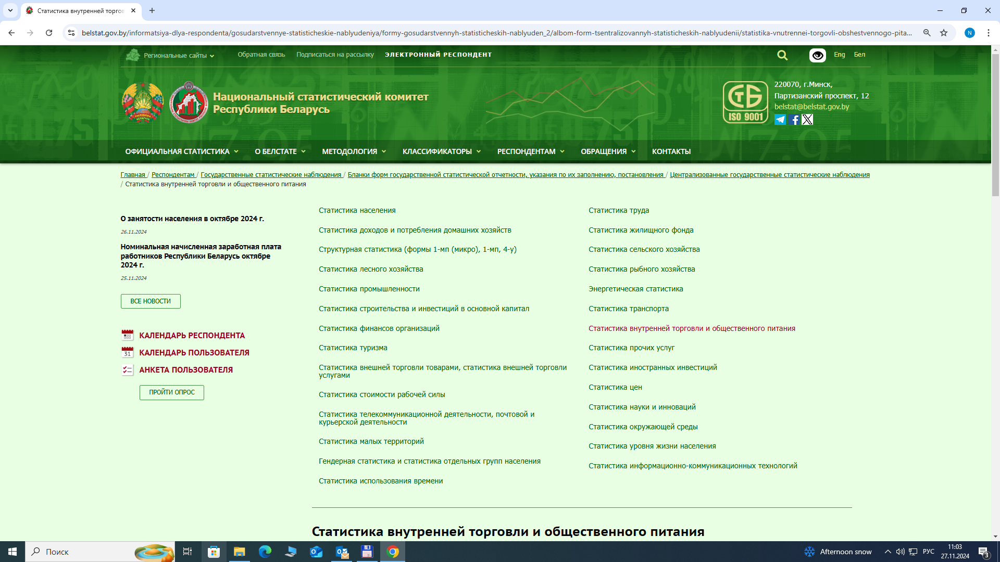 Статистика внутренней торгов
belstat.gov.by/informatsiya-dlya-respondenta/gosudarstvennye-statisticheskie-nablyudeniya/formy-gosudarstvennyh-statisticheskih-nablyuden_2/albom-form-tsentralizovannyh-statisticheskih-nablyudenii/statistika-vnutrennei-torgovli-obshestvennogo-pita...
N
Региональные сайты
Обратная связь
Подписаться на рассылку
ЭЛЕКТРОННЫЙ РЕСПОНДЕНТ
Eng
Бел
Национальный статистический комитет
Республики Беларусь
СТБ
ISO 9001
220070, г.Минск,
Партизанский проспект, 12
belstat@belstat.gov.by
ОФИЦИАЛЬНАЯ СТАТИСТИКА
О БЕЛСТАТЕ
МЕТОДОЛОГИЯ
КЛАССИФИКАТОРЫ
РЕСПОНДЕНТАМ
ОБРАЩЕНИЯ
КОНТАКТЫ
Главная / Респондентам / Государственные статистические наблюдения / Бланки форм государственной статистической отчетности, указания по их заполнению, постановления / Централизованные государственные статистические наблюдения
/ Статистика внутренней торговли и общественного питания
О занятости населения в октябре 2024 г.
26.11.2024
Номинальная начисленная заработная плата
работников Республики Беларусь октябре
2024 г.
25.11.2024
ВСЕ НОВОСТИ
КАЛЕНДАРЬ РЕСПОНДЕНТА
31
КАЛЕНДАРЬ ПОЛЬЗОВАТЕЛЯ
АНКЕТА ПОЛЬЗОВАТЕЛЯ
ПРОЙТИ ОПРОС
Статистика населения
Статистика доходов и потребления домашних хозяйств
Структурная статистика (формы 1-мп (микро), 1-мп, 4-у)
Статистика лесного хозяйства
Статистика промышленности
Статистика строительства и инвестиций в основной капитал
Статистика финансов организаций
Статистика туризма
Статистика внешней торговли товарами, статистика внешней торговли
услугами
Статистика стоимости рабочей силы
Статистика телекоммуникационной деятельности, почтовой и
курьерской деятельности
Статистика малых территорий
Гендерная статистика и статистика отдельных групп населения
Статистика использования времени
Статистика труда
Статистика жилищного фонда
Статистика сельского хозяйства
Статистика рыбного хозяйства
Энергетическая статистика
Статистика транспорта
Статистика внутренней торговли и общественного питания
Статистика прочих услуг
Статистика иностранных инвестиций
Статистика цен
Статистика науки и инноваций
Статистика окружающей среды
Статистика уровня жизни населения
Статистика информационно-коммуникационных технологий
Статистика внутренней торговли и общественного питания
Поиск
Afternoon snow
РУС
11:03
27.11.2024
3